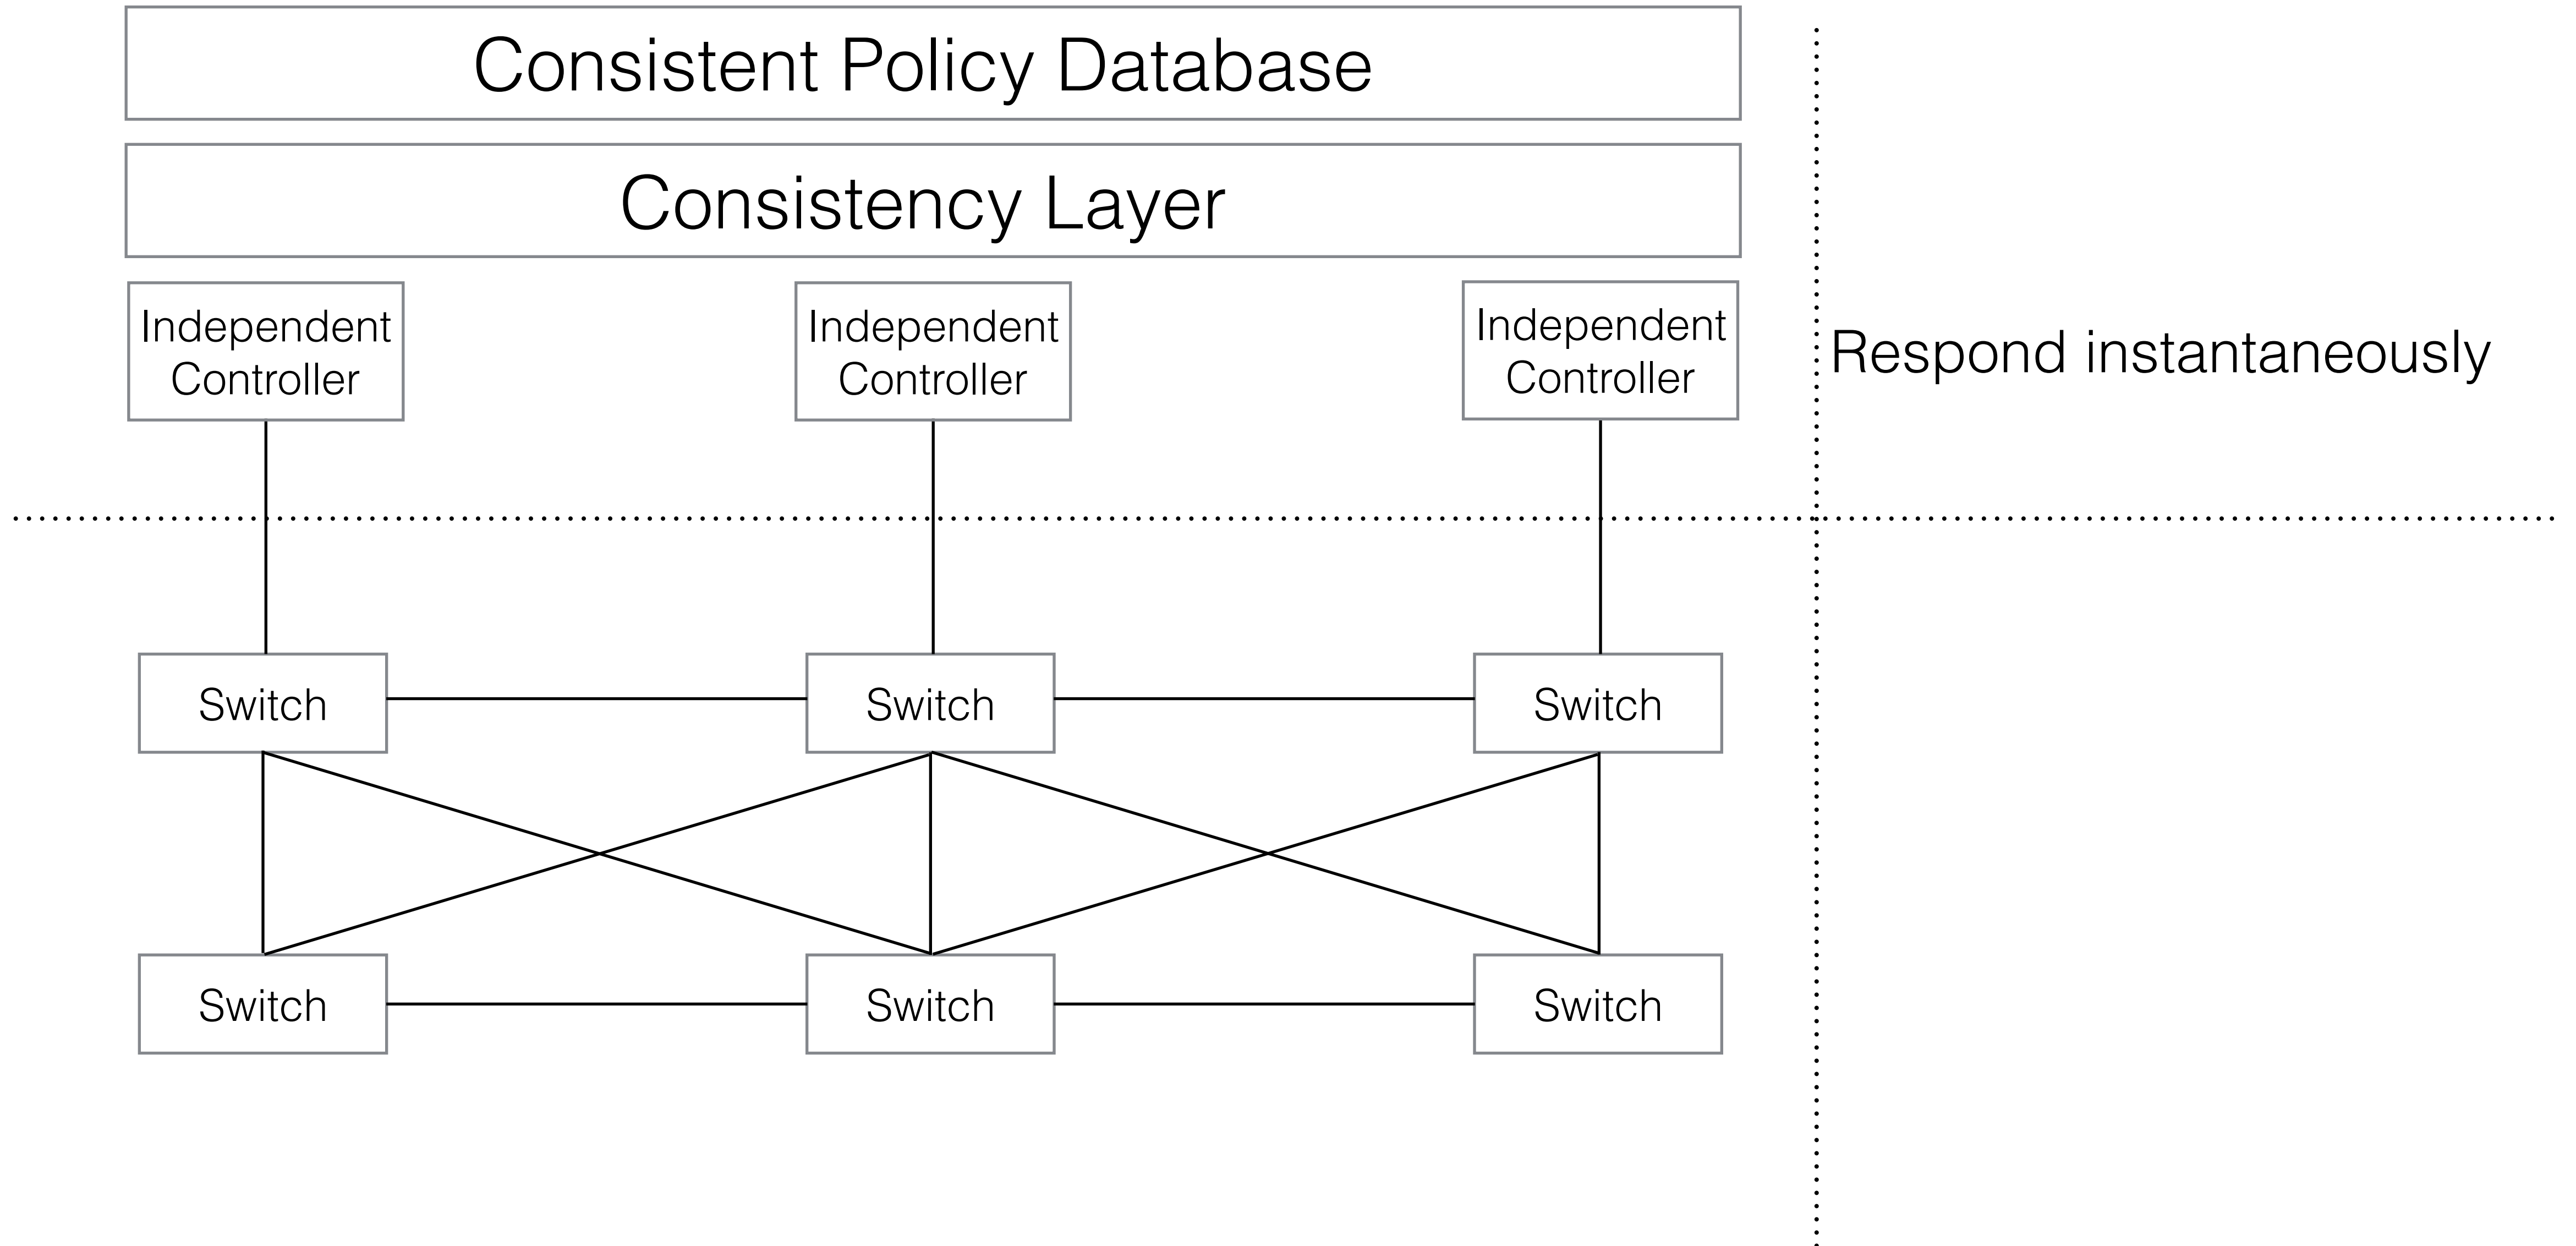 Consistent Policy Database
Consistency Layer
Independent
Controller
Independent
Controller
Independent
Controller
Respond instantaneously
Switch
Switch
Switch
Switch
Switch
Switch